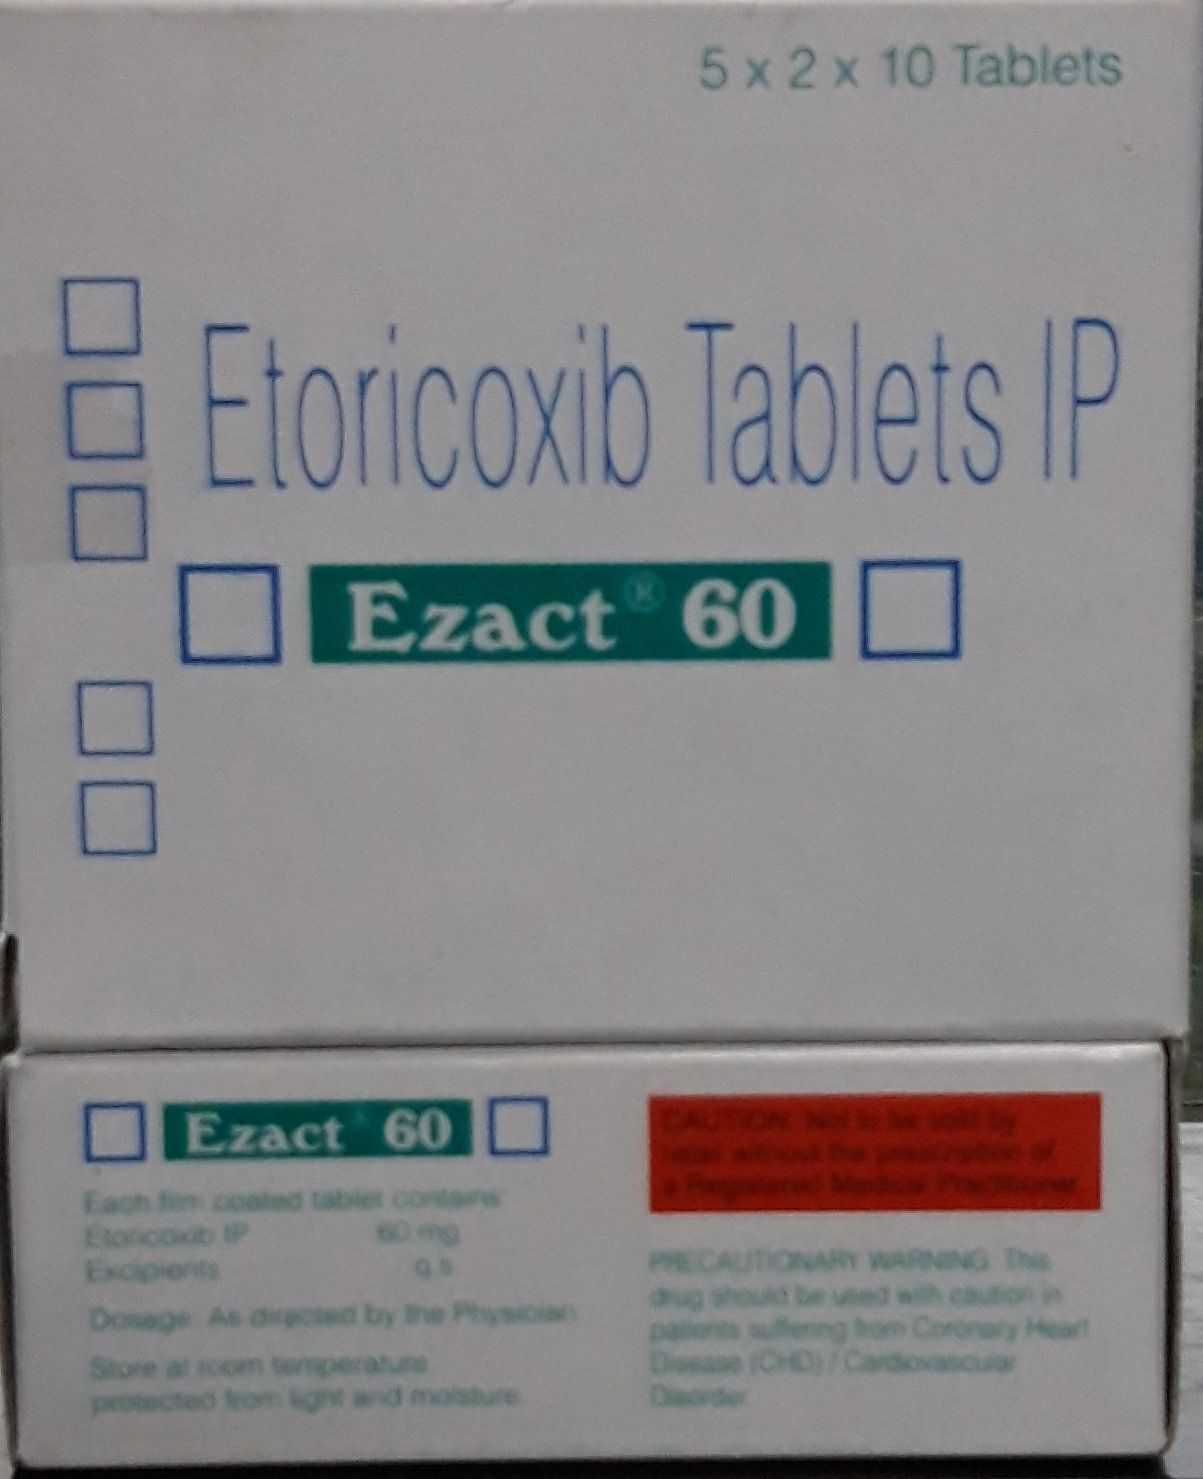 5 x 2 x 10 Tablets
Etoricoxib Tablets IP
Ezact® 60
Ezact 60
Each film coated tablet contains
Etoricoxib IP 60 mg
Excipients q.s
Dosage: As directed by the Physician
Store at room temperature
protected from light and moisture.
CAUTION: Not to be sold by
retail without the prescription of
a Registered Medical Practitioner
PRECAUTIONARY WARNING: This
drug should be used with caution in
patients suffering from Coronary Heart
Disease (CHD) / Cardiovascular
Disorder